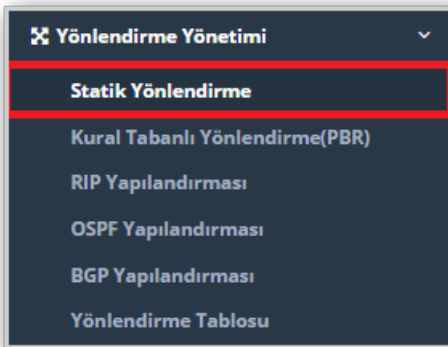 Yönlendirme Yönetimi
Statik Yönlendirme
Kural Tabanlı Yönlendirme(PBR)
RIP Yapılandırması
OSPF Yapılandırması
BGP Yapılandırması
Yönlendirme Tablosu